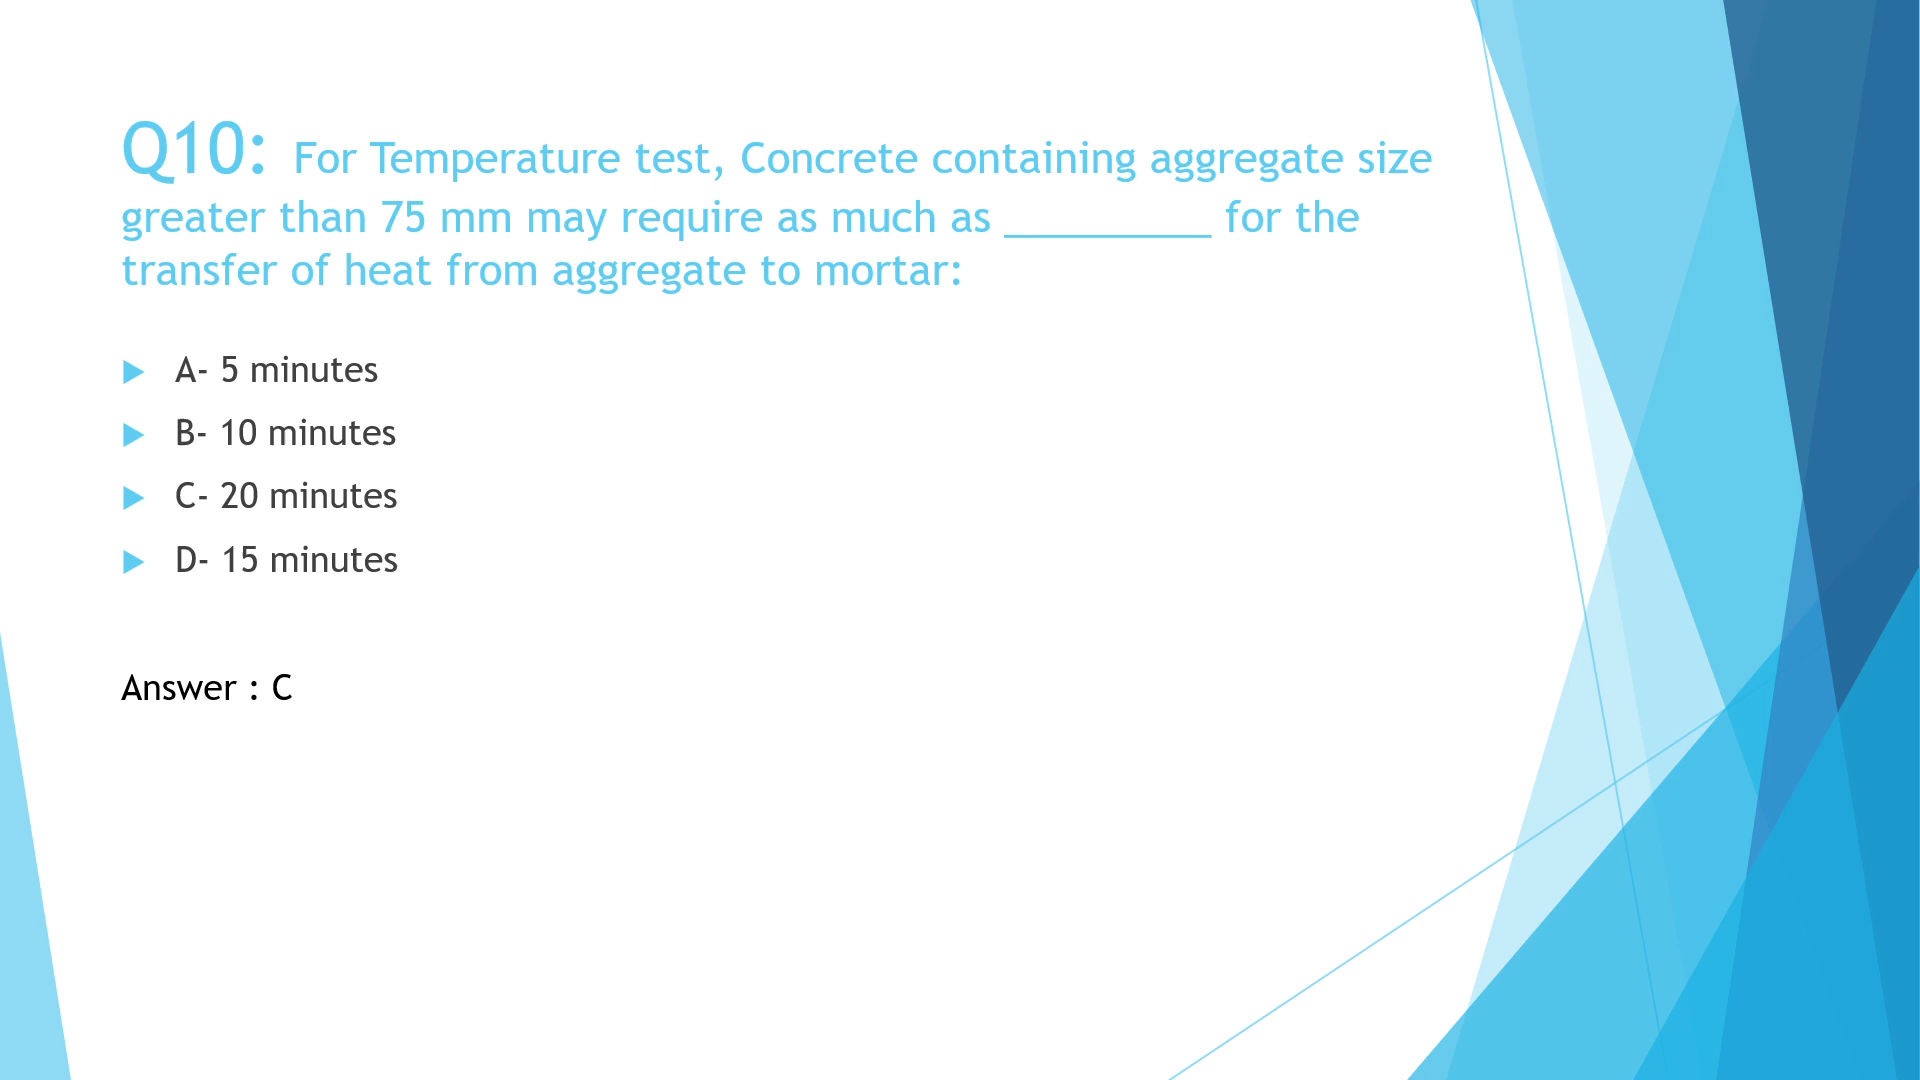 Q10: For Temperature test, Concrete containing aggregate size
greater than 75 mm may require as much as _________ for the
transfer of heat from aggregate to mortar:
A- 5 minutes
B- 10 minutes
C- 20 minutes
D- 15 minutes
Answer : C